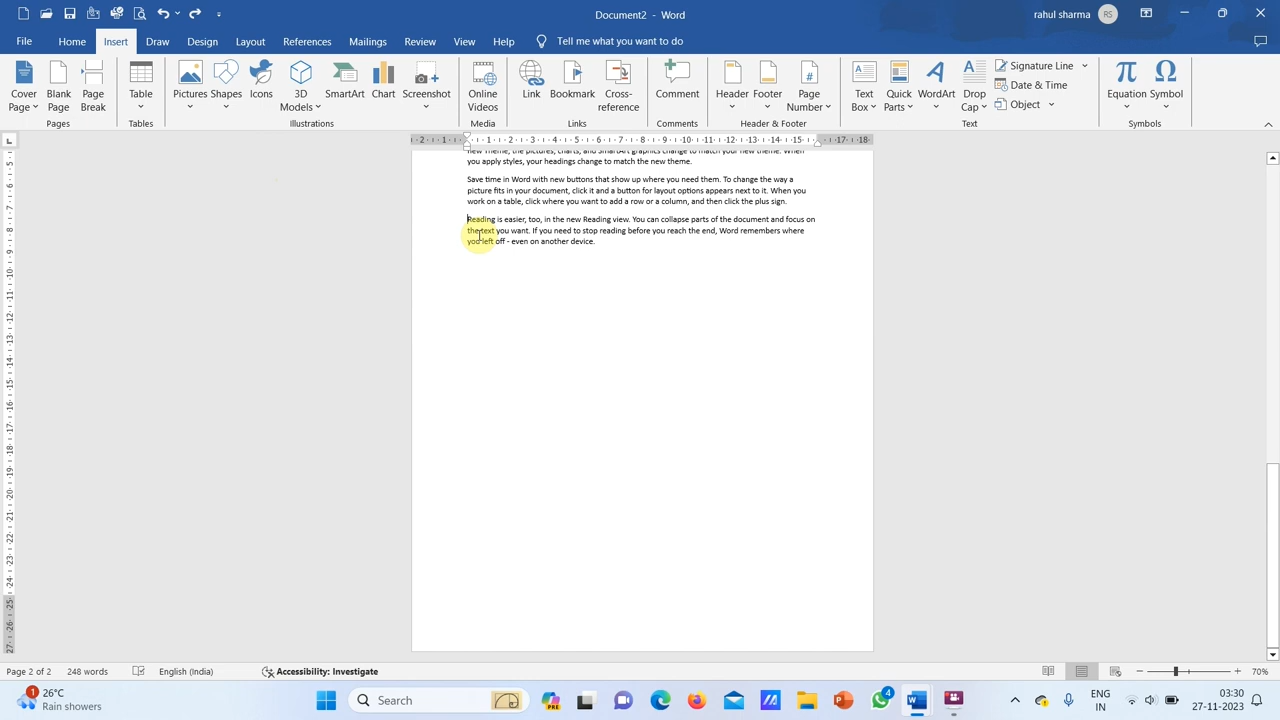 Document2 - Word
rahul sharma RS
File Home Insert Draw Design Layout References Mailings Review View Help Tell me what you want to do
Cover Page Blank Page Page Break Table Pictures Shapes Icons 3D Models SmartArt Chart Screenshot Online Videos Link Bookmark Cross-reference Comment Header Footer Page Number Text Box Quick Parts WordArt Drop Cap Signature Line Date & Time Object Equation Symbol
Pages Tables Illustrations Media Links Comments Header & Footer Text Symbols
new Theme, the pictures, charts, and SmartArt graphics change to match your new theme. When
you apply styles, your headings change to match the new theme.
Save time in Word with new buttons that show up where you need them. To change the way a
picture fits in your document, click it and a button for layout options appears next to it. When you
work on a table, click where you want to add a row or a column, and then click the plus sign.
Reading is easier, too, in the new Reading view. You can collapse parts of the document and focus on
the text you want. If you need to stop reading before you reach the end, Word remembers where
you left off - even on another device.
Page 2 of 2 248 words English (India) Accessibility: Investigate 70%
1 26°C
Rain showers
Search
PRE
4
ENG
IN
03:30
27-11-2023